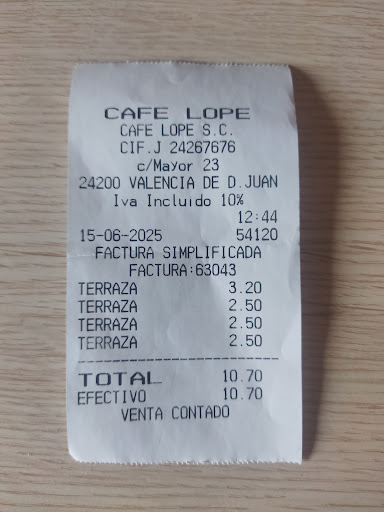 CAFE LOPE
CAFE LOPE S.C.
CIF.J 24267676
c/Mayor 23
24200 VALENCIA DE D.JUAN
Iva Incluido 10%
12:44
15-06-2025 54120
FACTURA SIMPLIFICADA
FACTURA:63043
TERRAZA 3.20
TERRAZA 2.50
TERRAZA 2.50
TERRAZA 2.50
TOTAL 10.70
EFECTIVO 10.70
VENTA CONTADO